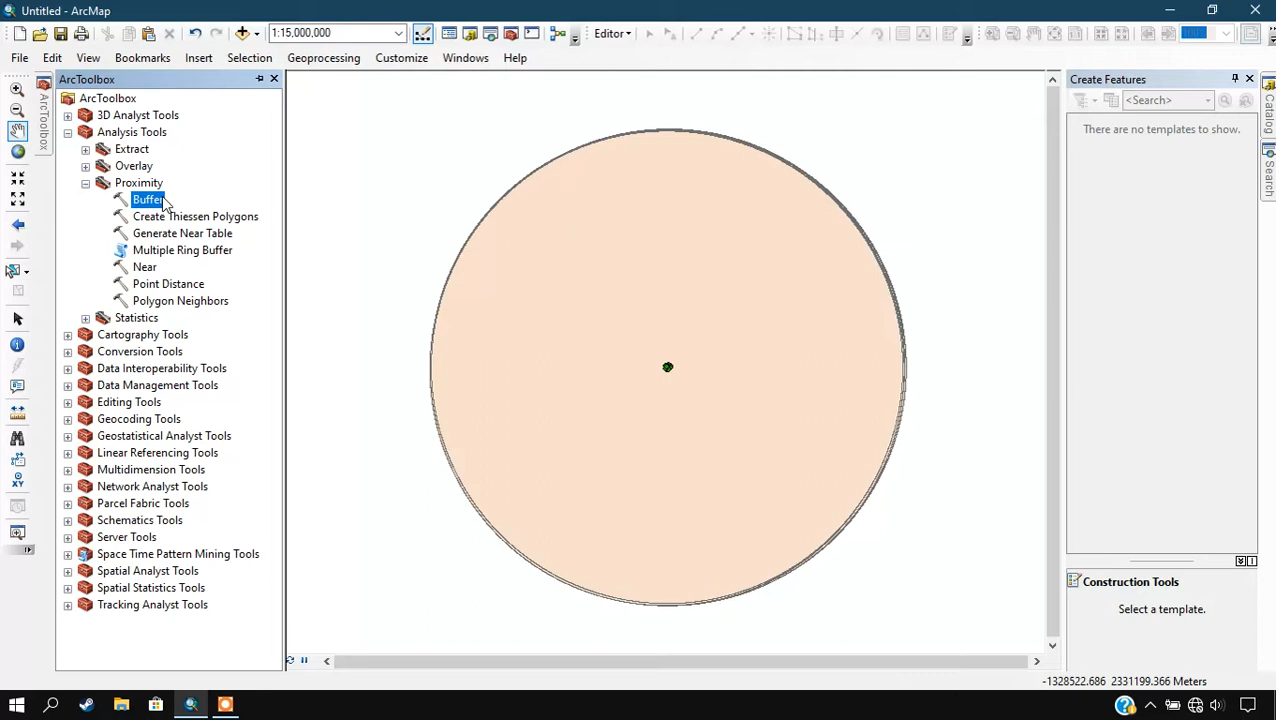 Untitled - ArcMap
1:15,000,000
Editor
File Edit View Bookmarks Insert Selection Geoprocessing Customize Windows Help
ArcToolbox
ArcToolbox
ArcToolbox
3D Analyst Tools
Analysis Tools
Extract
Overlay
Proximity
Buffer
Create Thiessen Polygons
Generate Near Table
Multiple Ring Buffer
Near
Point Distance
Polygon Neighbors
Statistics
Cartography Tools
Conversion Tools
Data Interoperability Tools
Data Management Tools
Editing Tools
Geocoding Tools
Geostatistical Analyst Tools
Linear Referencing Tools
Multidimension Tools
Network Analyst Tools
Parcel Fabric Tools
Schematics Tools
Server Tools
Space Time Pattern Mining Tools
Spatial Analyst Tools
Spatial Statistics Tools
Tracking Analyst Tools
Create Features
<Search>
There are no templates to show.
Construction Tools
Select a template.
Catalog
Search
XY
-1328522.686 2331199.366 Meters